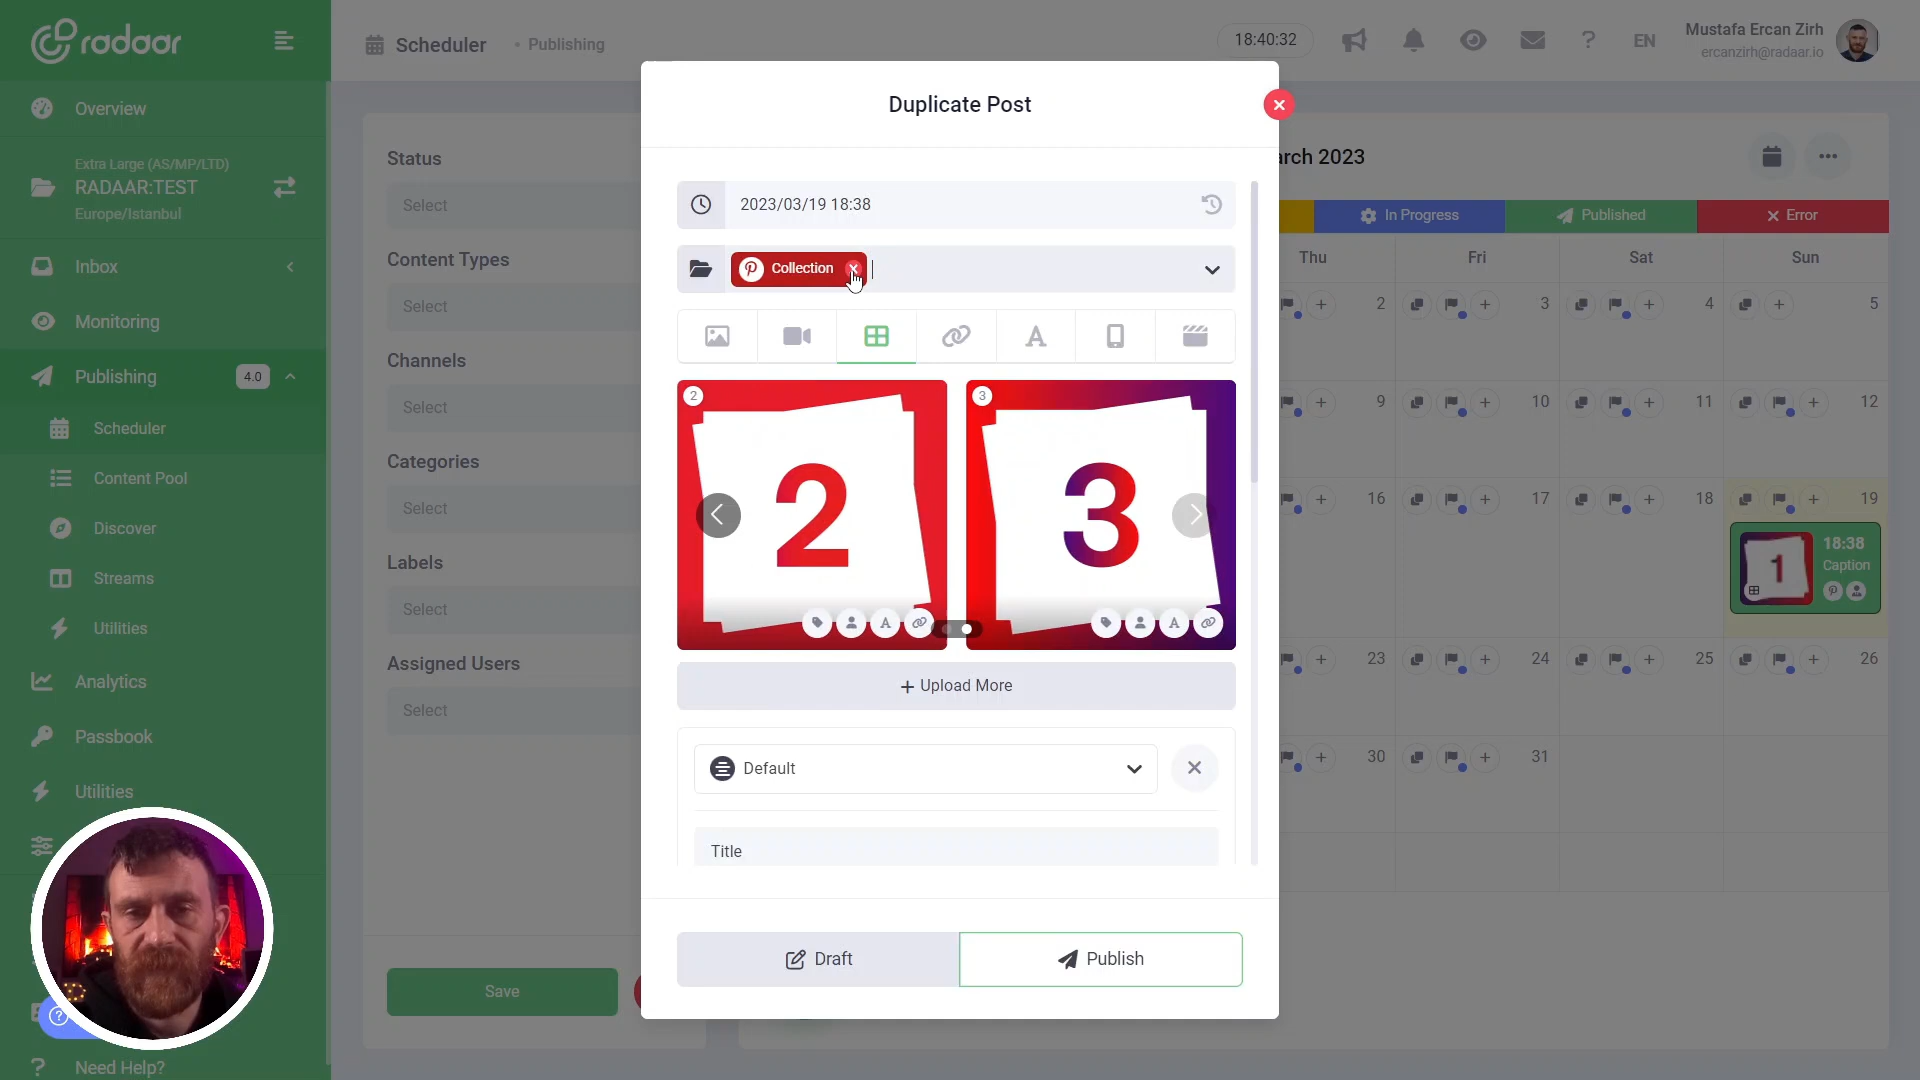 radaar
Scheduler
• Publishing
18:40:32
EN
Mustafa Ercan Zirh
ercanzirh@radaar.io
Overview
Extra Large (AS/MP/LTD)
RADAAR:TEST
Europe/Istanbul
Inbox
Monitoring
Publishing
4.0
Scheduler
Content Pool
Discover
Streams
Utilities
Analytics
Passbook
Utilities
Need Help?
Status
Select
Content Types
Select
Channels
Select
Categories
Select
Labels
Select
Assigned Users
Select
Save
Duplicate Post
2023/03/19 18:38
Collection
2
2
3
3
+ Upload More
Default
Title
Draft
Publish
arch 2023
In Progress
Published
Error
Thu
Fri
Sat
Sun
2
3
4
5
9
10
11
12
16
17
18
19
1
18:38
Caption
23
24
25
26
30
31